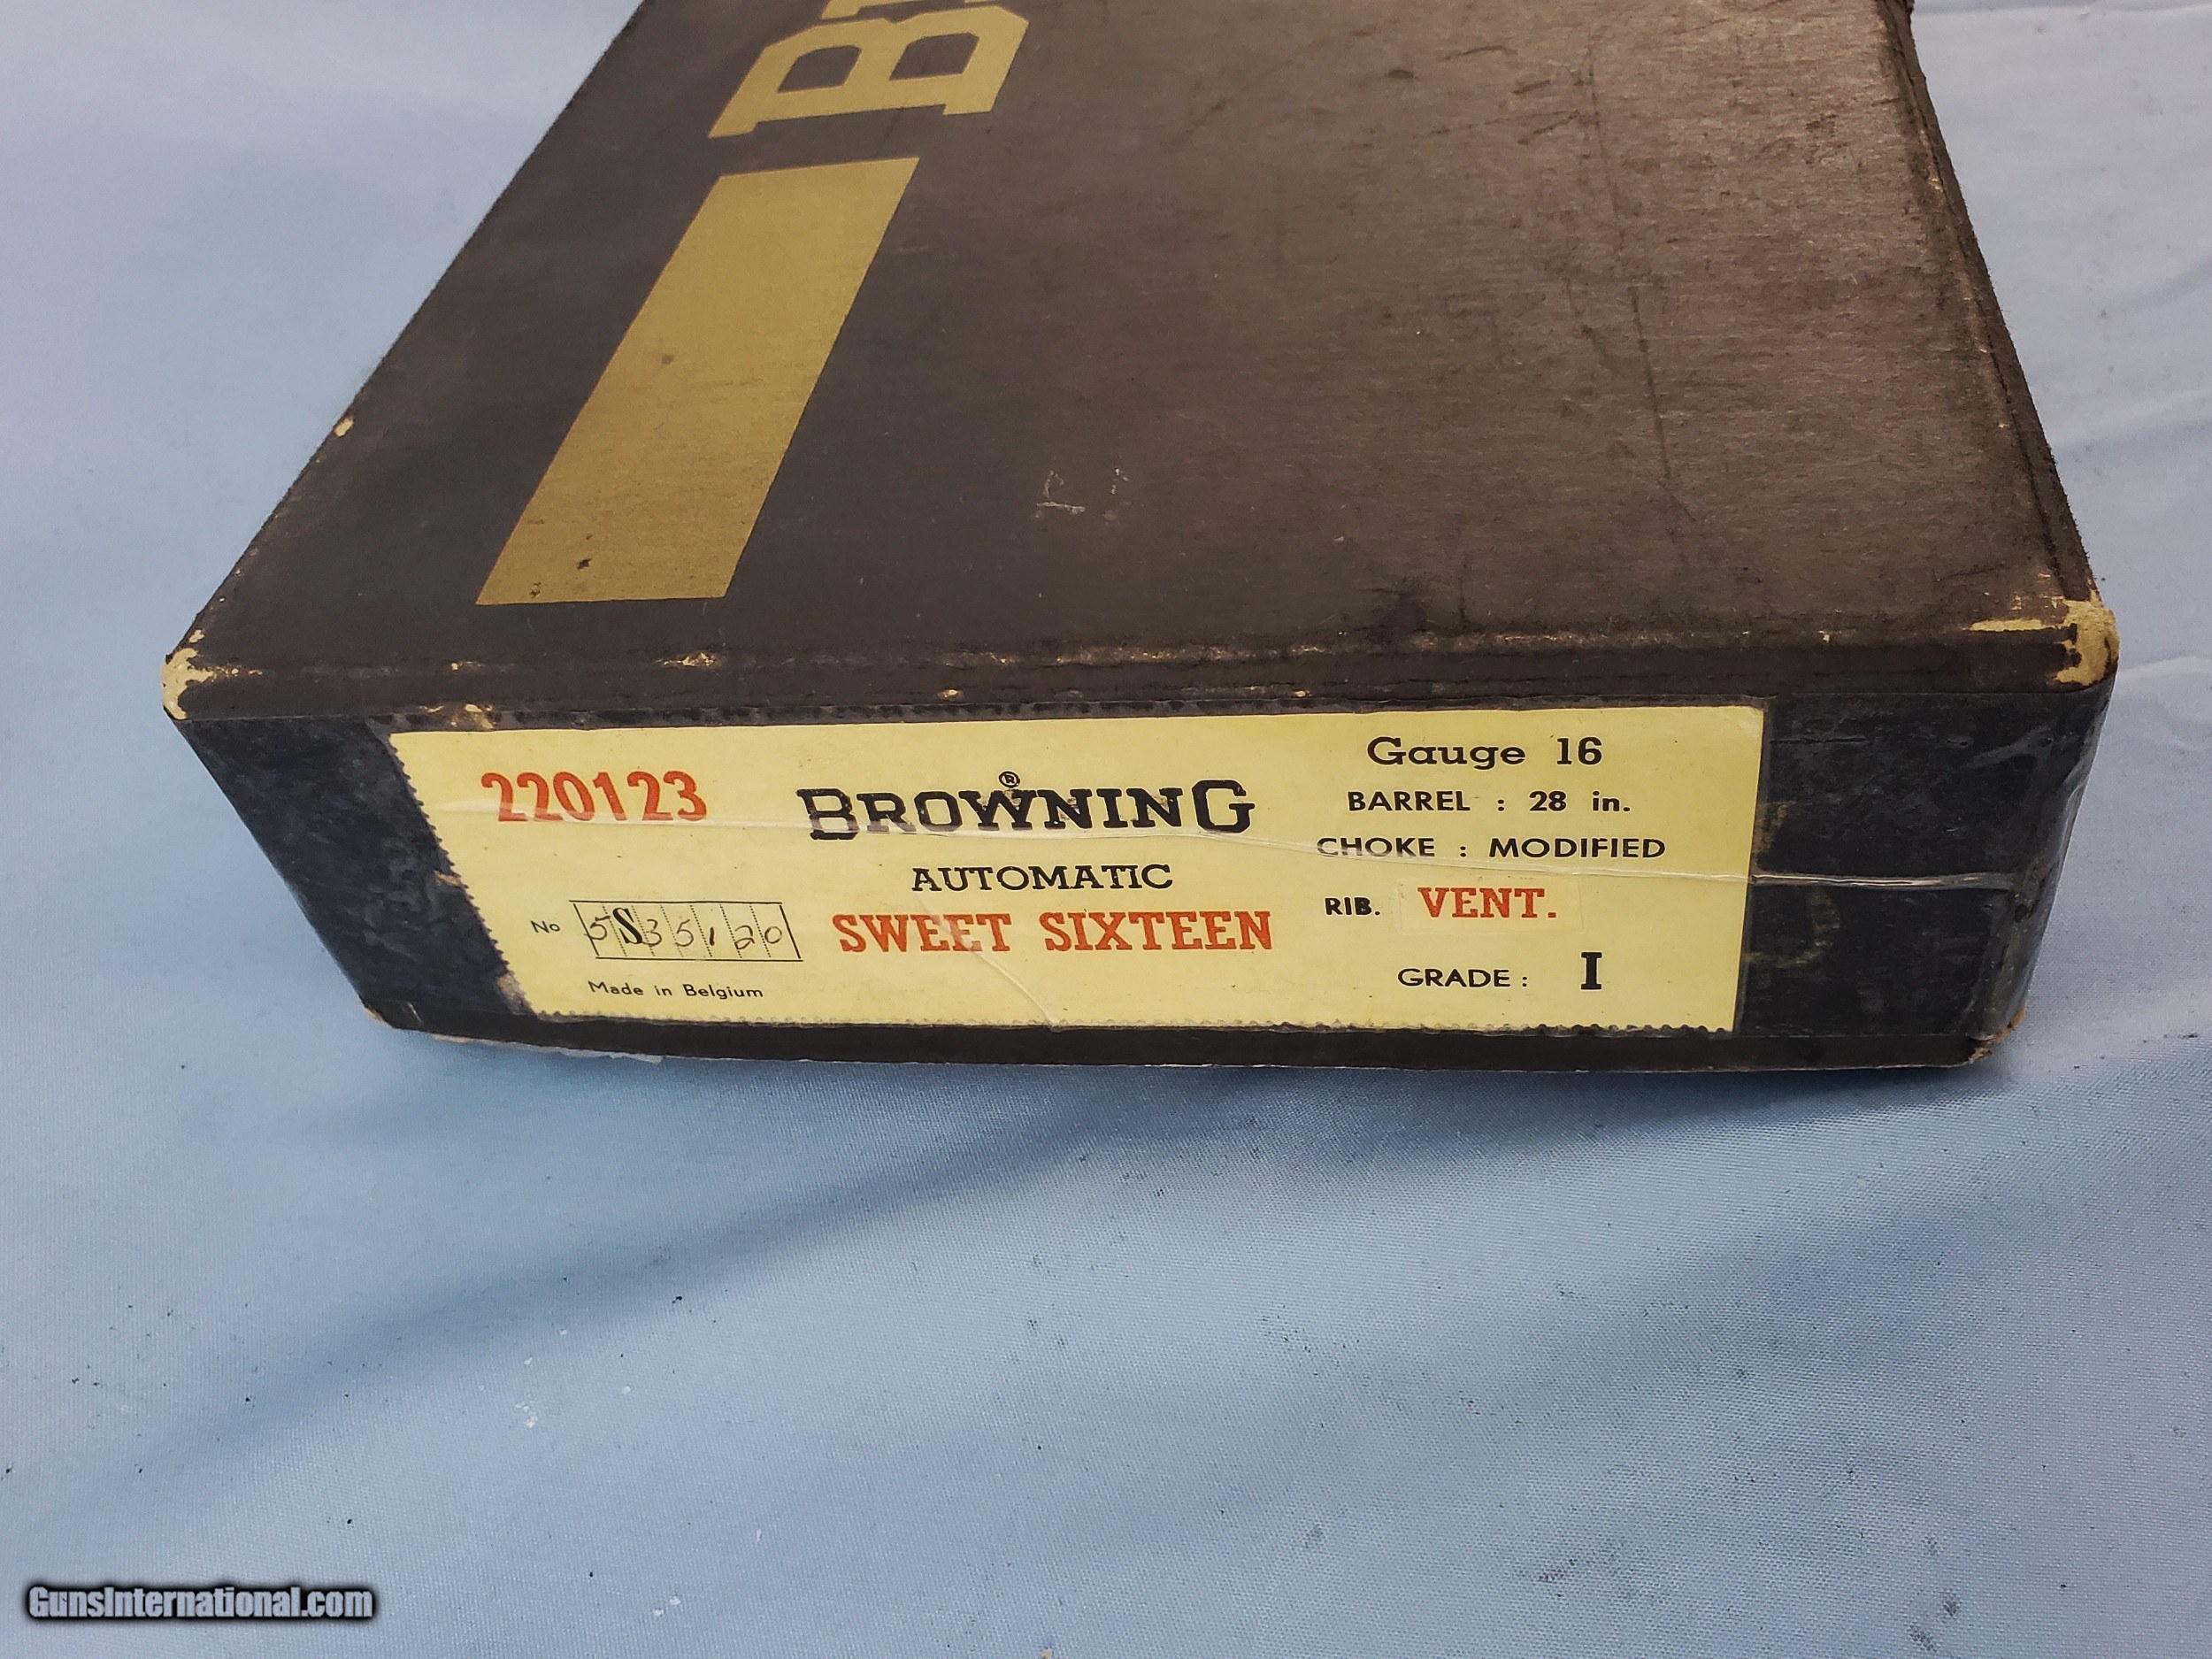 220123
BROWNING ®
AUTOMATIC
SWEET SIXTEEN
No 5S35120
Made in Belgium
Gauge 16
BARREL : 28 in.
CHOKE : MODIFIED
RIB. VENT.
GRADE : I
GunsInternational.com